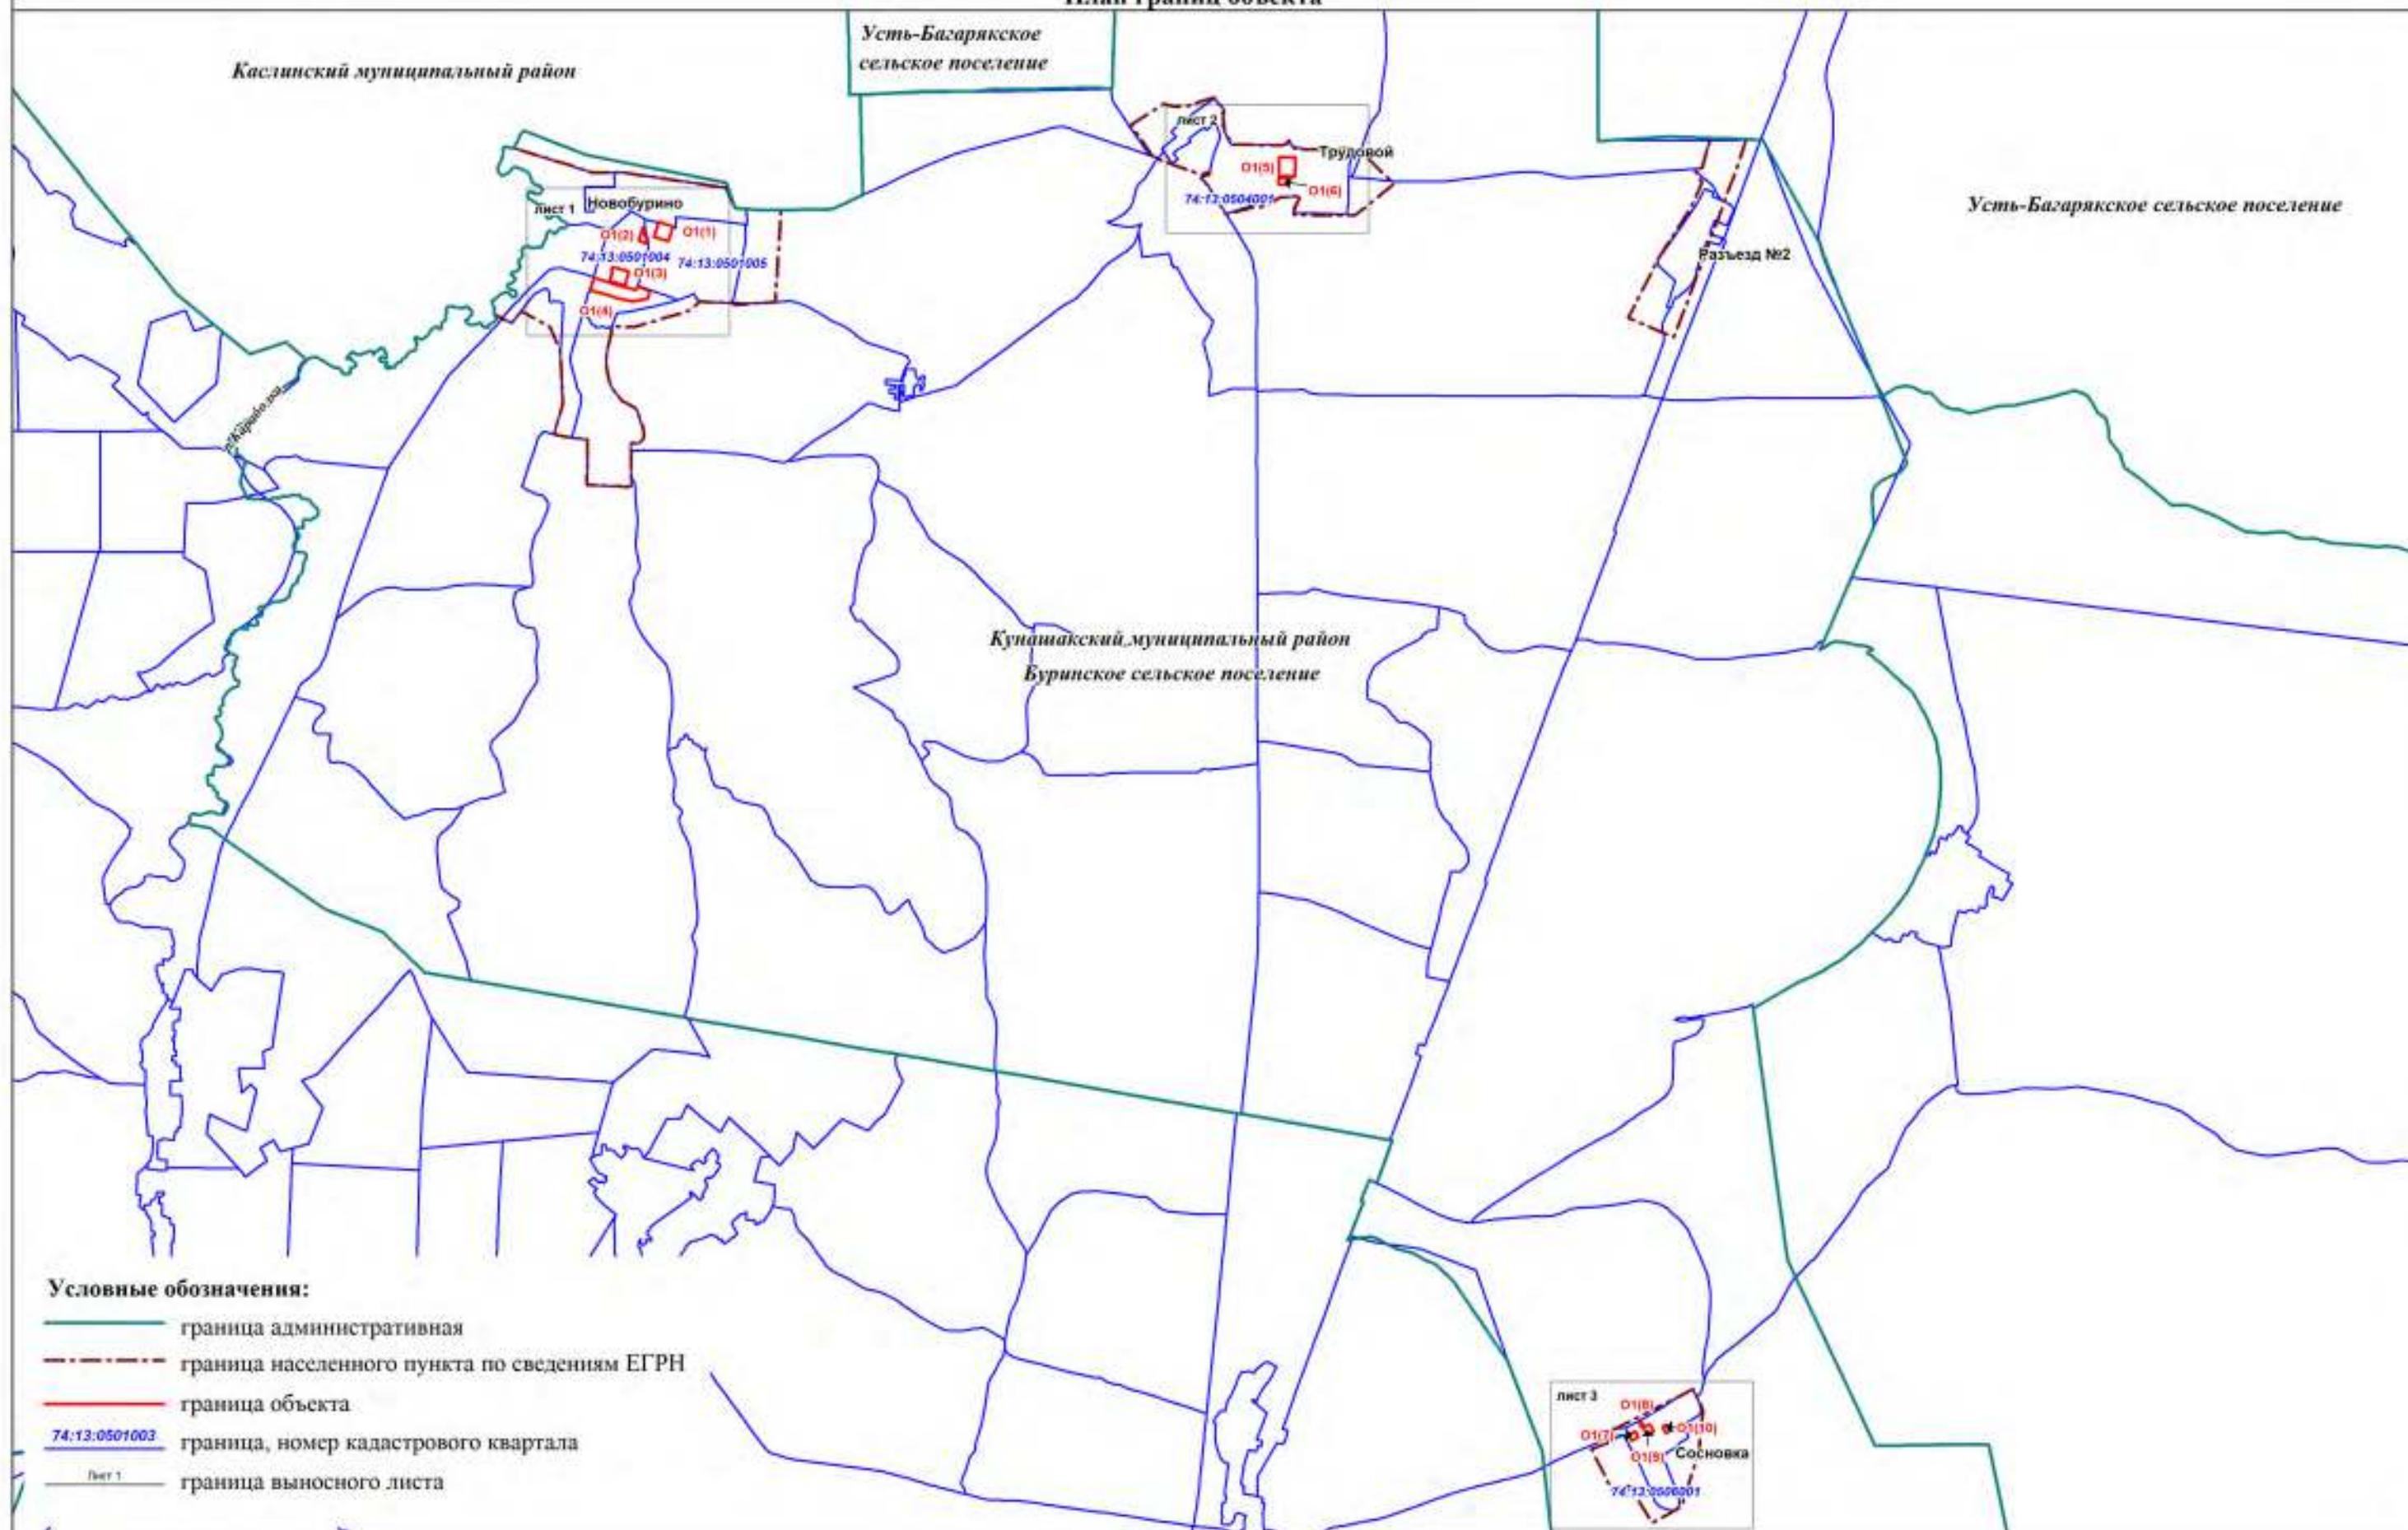 План границ объекта
Усть-Багарякское
сельское поселение
Каслинский муниципальный район
лист 2
Трудовой
О1(5)
О1(6)
74:13:0504001
Усть-Багарякское сельское поселение
лист 1
Новобурино
О1(2)
О1(1)
74:13:0501004
74:13:0501005
О1(3)
О1(4)
Разъезд №2
Кунашакский муниципальный район
Буринское сельское поселение
Условные обозначения:
граница административная
граница населенного пункта по сведениям ЕГРН
граница объекта
74:13:0501003
граница, номер кадастрового квартала
Лист 1
граница выносного листа
лист 3
О1(8)
О1(7)
О1(10)
О1(9)
Сосновка